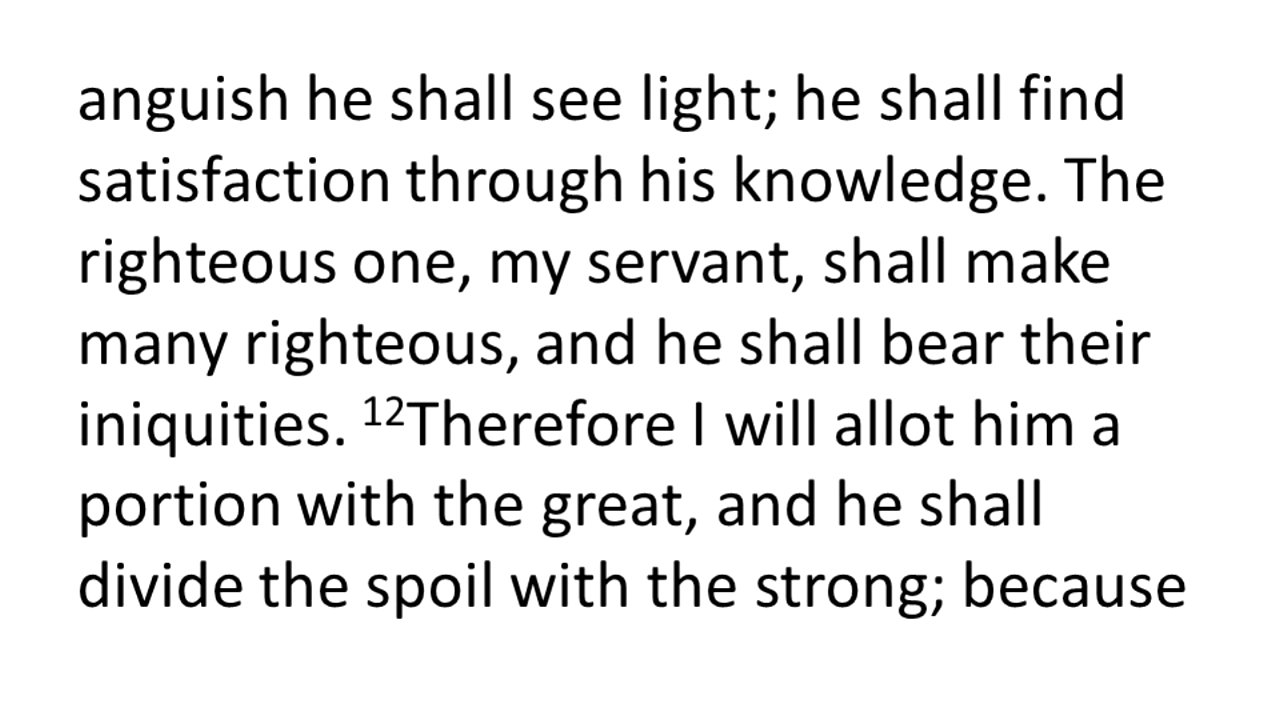 anguish he shall see light; he shall find
satisfaction through his knowledge. The
righteous one, my servant, shall make
many righteous, and he shall bear their
iniquities. ¹²Therefore I will allot him a
portion with the great, and he shall
divide the spoil with the strong; because